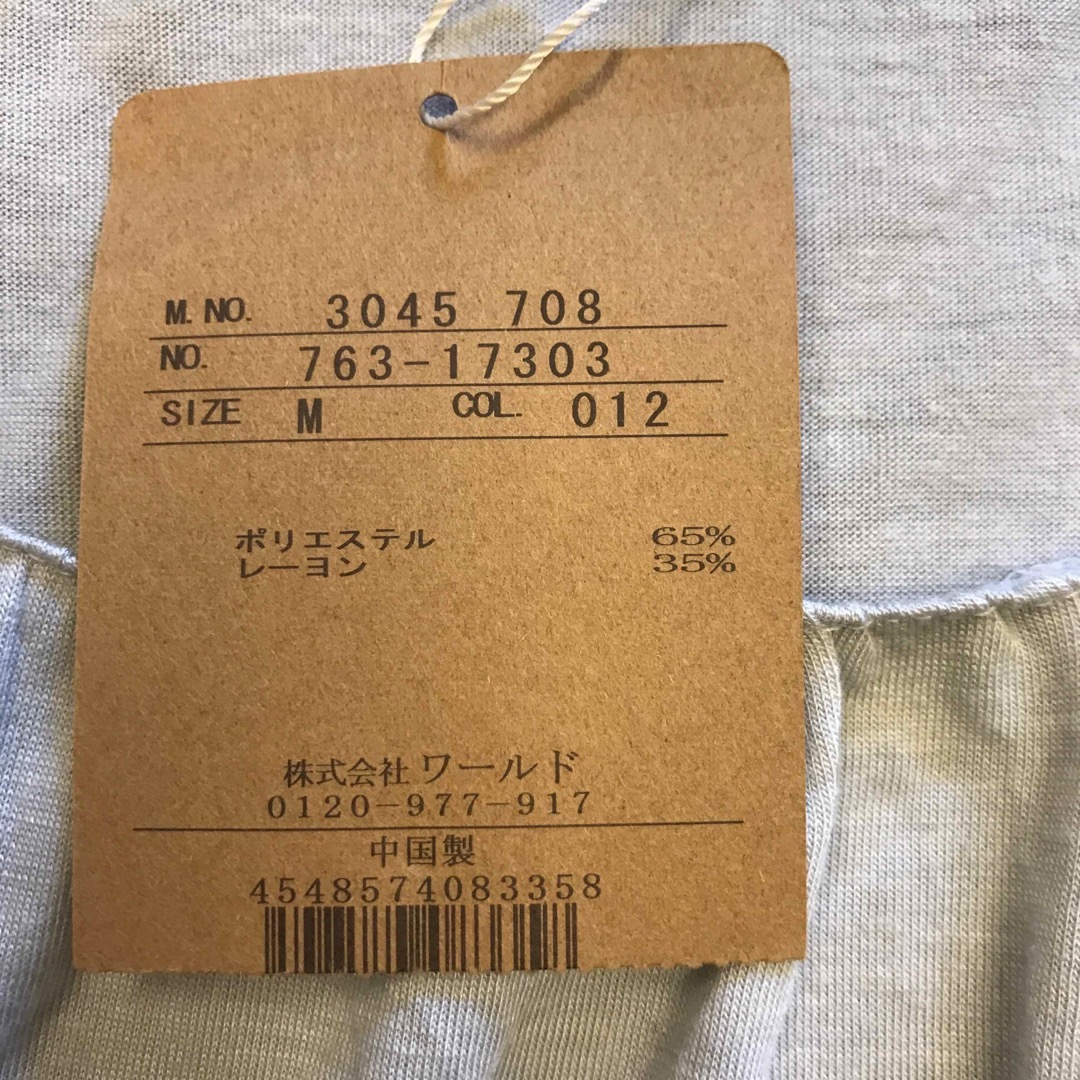 M. NO. 3045 708
NO. 763-17303
SIZE M COL. 012
ポリエステル 65%
レーヨン 35%
株式会社 ワールド
0120-977-917
中国製
4548574083358